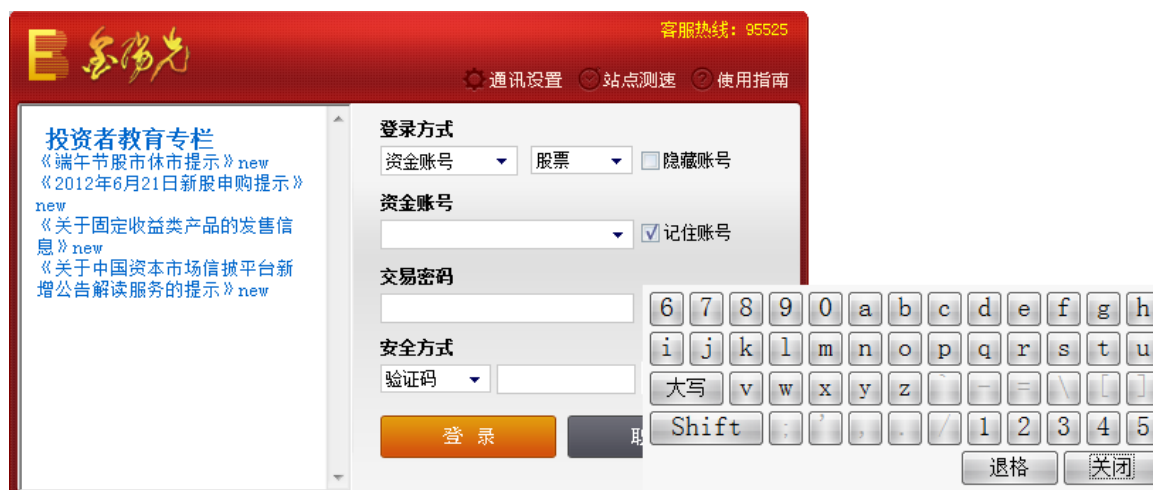 客服热线：95525
E 金阳光
通讯设置 站点测速 使用指南
投资者教育专栏
《端午节股市休市提示》new
《2012年6月21日新股申购提示》
new
《关于固定收益类产品的发售信
息》new
《关于中国资本市场信披平台新
增公告解读服务的提示》new
登录方式
资金账号 股票 隐藏账号
资金账号
记住账号
交易密码
安全方式
验证码
登 录
6 7 8 9 0 a b c d e f g h
i j k l m n o p q r s t u
大写 v w x y z ` - = \ [ ]
Shift ; ' , . / 1 2 3 4 5
退格 关闭